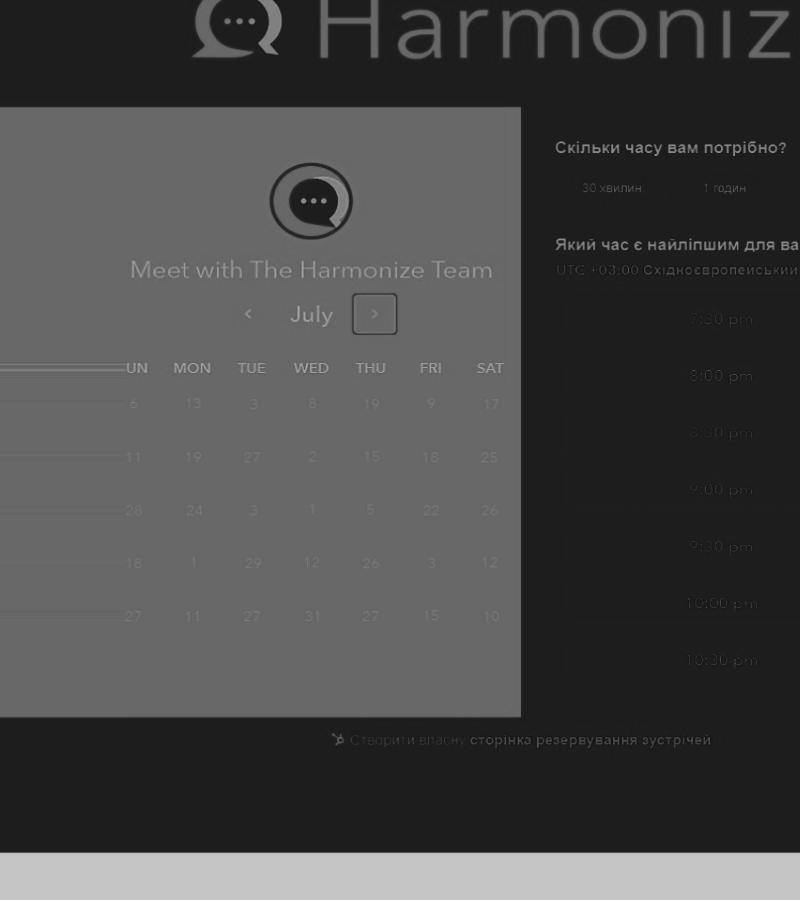 Harmoniz
Meet with The Harmonize Team
July
UN MON TUE WED THU FRI SAT
6 13 3 8 19 9 17
11 19 27 2 15 18 25
28 24 3 1 5 22 26
18 1 29 12 26 3 12
27 11 27 31 27 15 10
Скільки часу вам потрібно?
30 хвилин 1 годин
Який час є найліпшим для ва
UTC +03:00 Східноєвропейський
7:30 pm
8:00 pm
8:30 pm
9:00 pm
9:30 pm
10:00 pm
10:30 pm
Створити власну сторінка резервування зустрічей